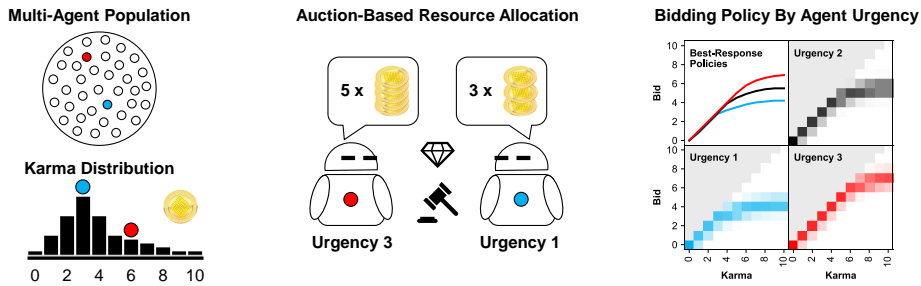 Multi-Agent Population
Karma Distribution
0 2 4 6 8 10
Auction-Based Resource Allocation
5 x
3 x
Urgency 3
Urgency 1
Bidding Policy By Agent Urgency
Best-Response
Policies
Urgency 2
Bid
10
8
6
4
2
0
Urgency 1
Urgency 3
Bid
10
8
6
4
2
0
0 2 4 6 8 10
0 2 4 6 8 10
Karma
Karma